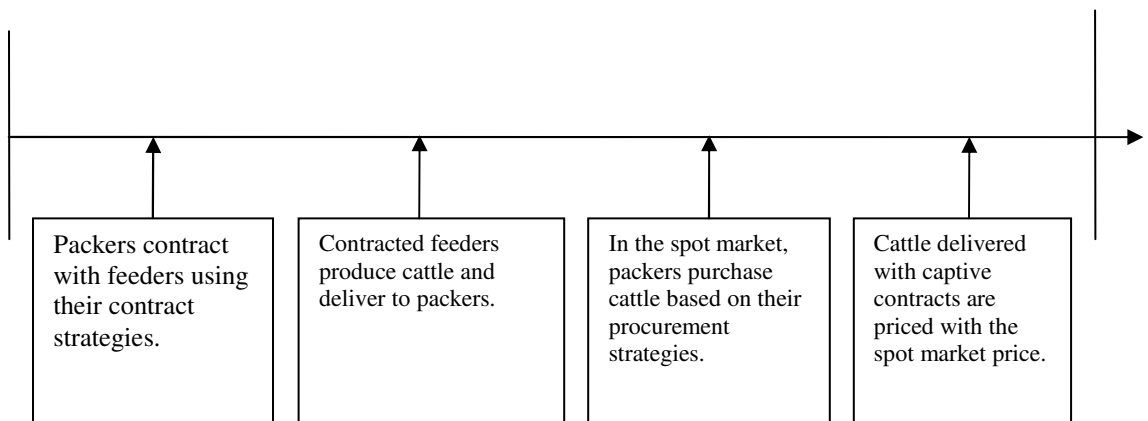 Packers contract
with feeders using
their contract
strategies.
Contracted feeders
produce cattle and
deliver to packers.
In the spot market,
packers purchase
cattle based on their
procurement
strategies.
Cattle delivered
with captive
contracts are
priced with the
spot market price.